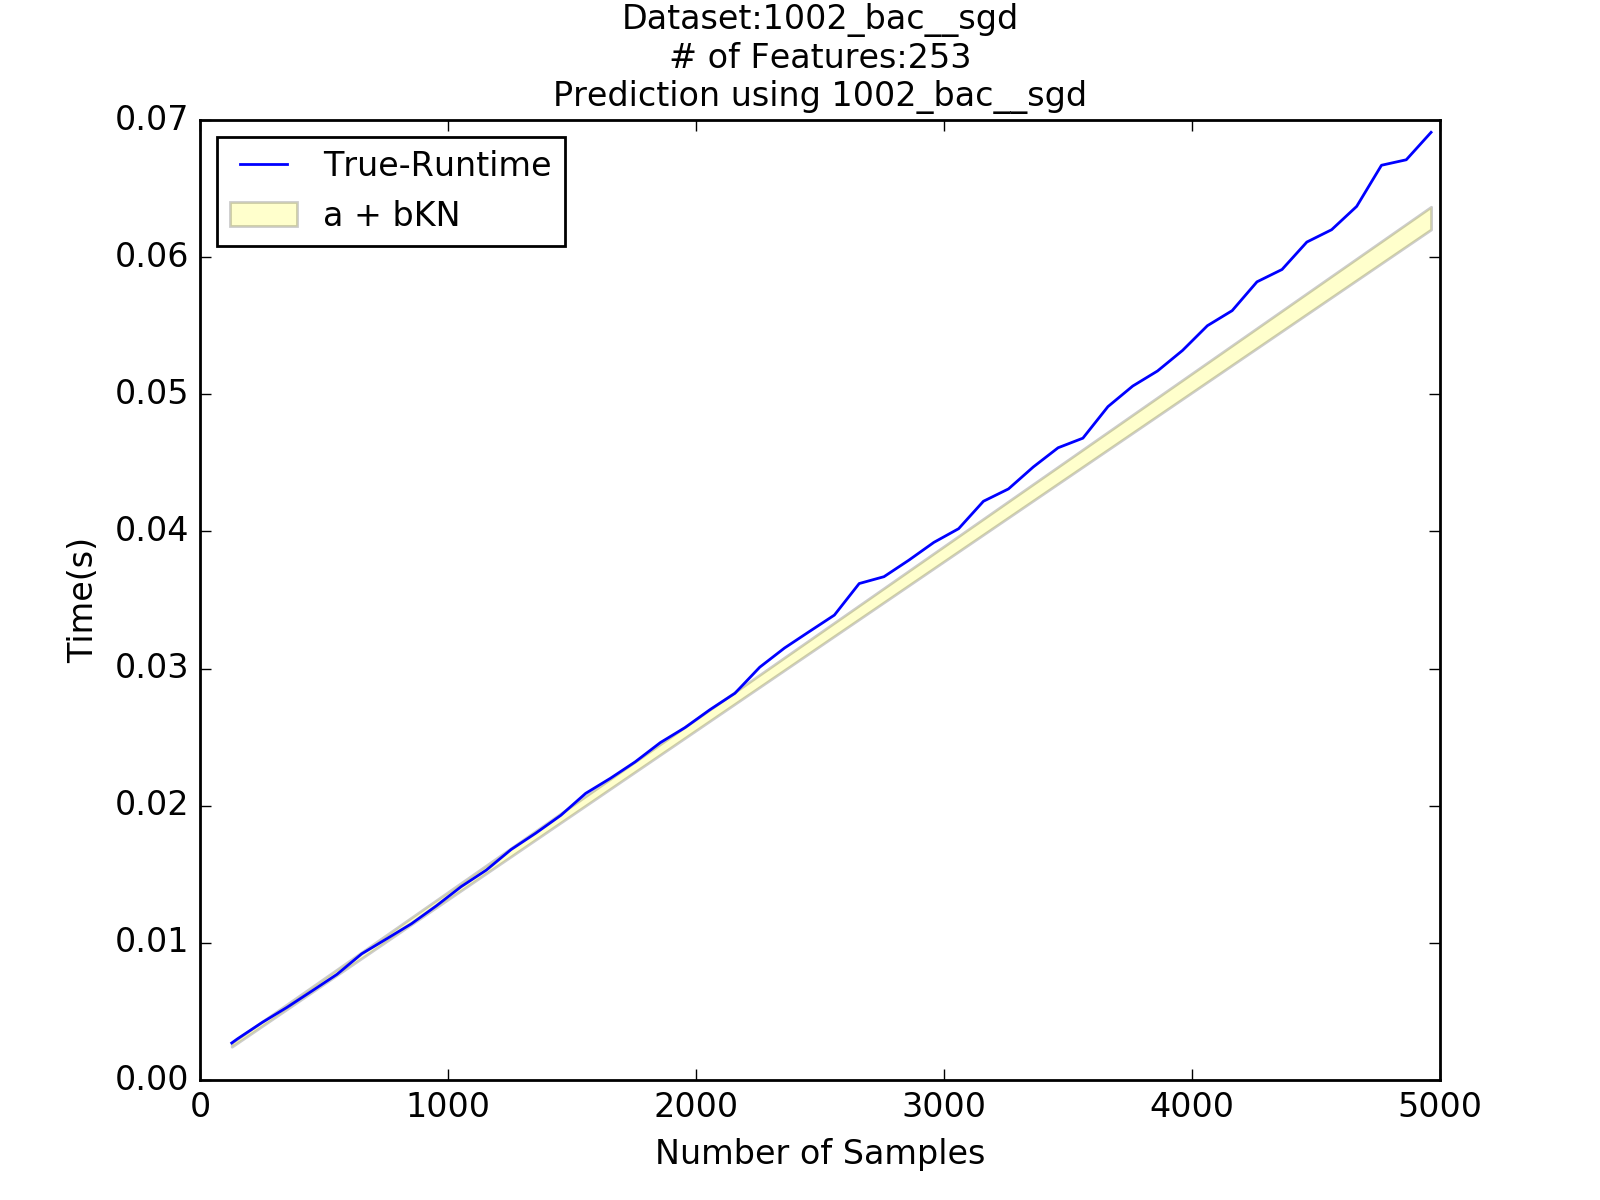 Dataset:1002_bac__sgd
# of Features:253
Prediction using 1002_bac__sgd
True-Runtime
a + bKN
0.07
0.06
0.05
0.04
0.03
0.02
0.01
0.00
Time(s)
0 1000 2000 3000 4000 5000
Number of Samples